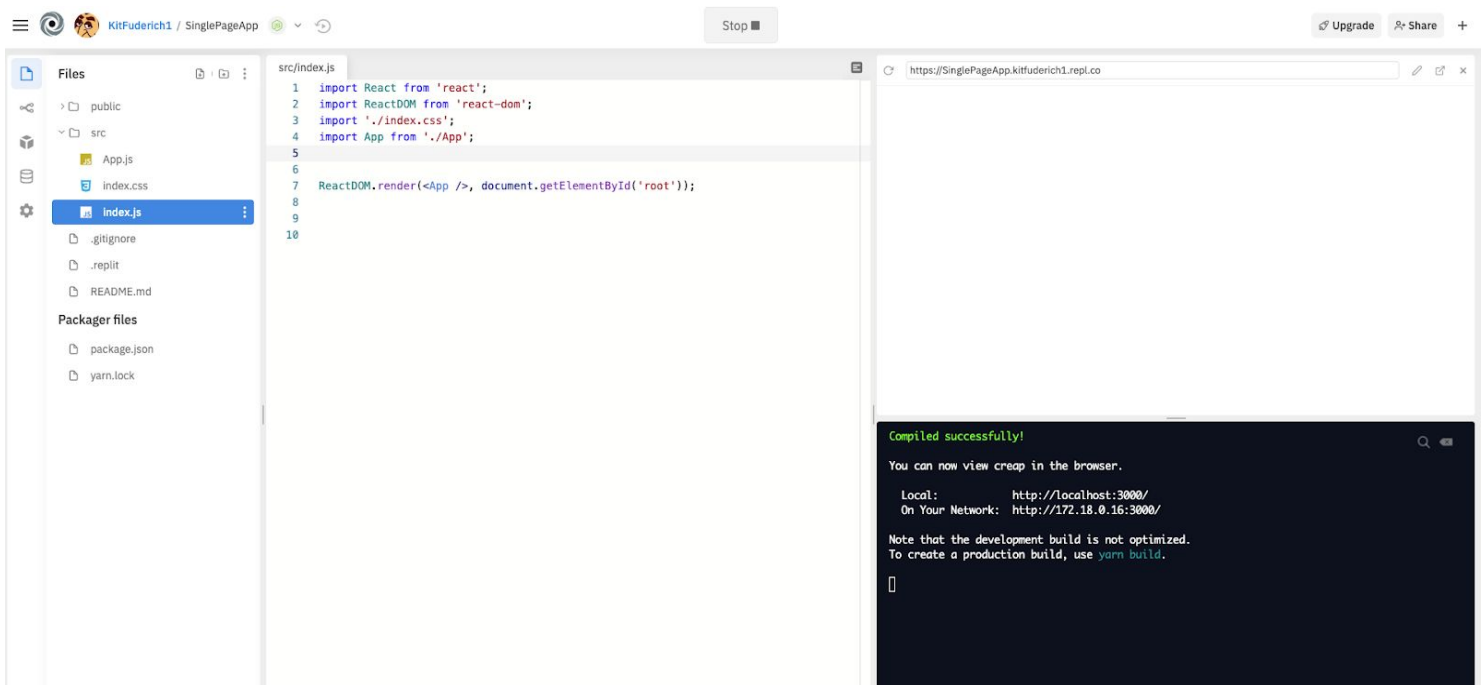 KitFuderich1 / SinglePageApp
Stop
Upgrade
Share
Files
public
src
App.js
index.css
index.js
.gitignore
.replit
README.md
Packager files
package.json
yarn.lock
src/index.js
1 import React from 'react';
2 import ReactDOM from 'react-dom';
3 import './index.css';
4 import App from './App';
5
6
7 ReactDOM.render(<App />, document.getElementById('root'));
8
9
10
https://SinglePageApp.kitfuderich1.repl.co
Compiled successfully!
You can now view creap in the browser.
Local: http://localhost:3000/
On Your Network: http://172.18.0.16:3000/
Note that the development build is not optimized.
To create a production build, use yarn build.